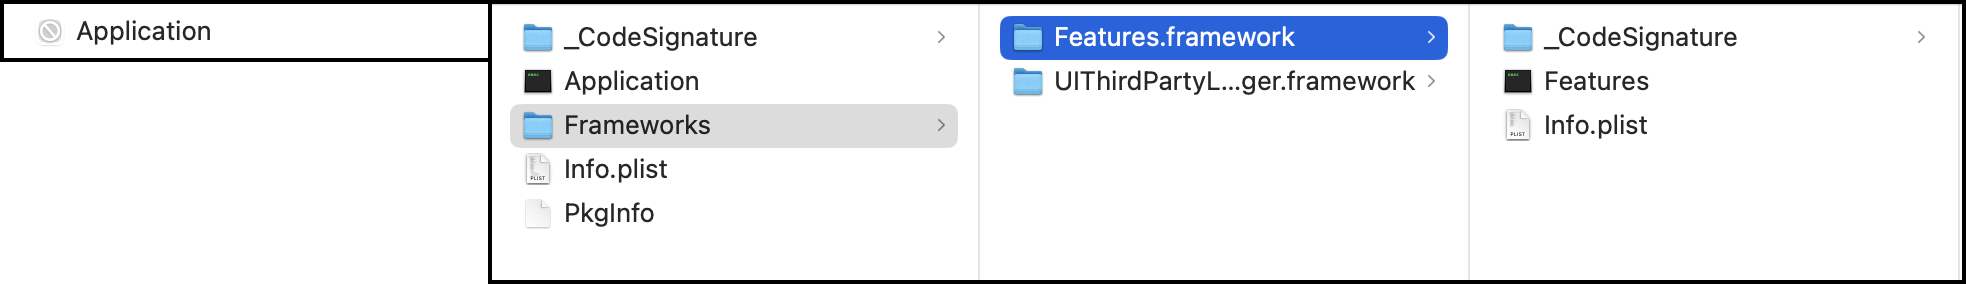 Application
_CodeSignature
Application
Frameworks
Info.plist
PkgInfo
Features.framework
UIThirdPartyL...ger.framework
_CodeSignature
Features
Info.plist